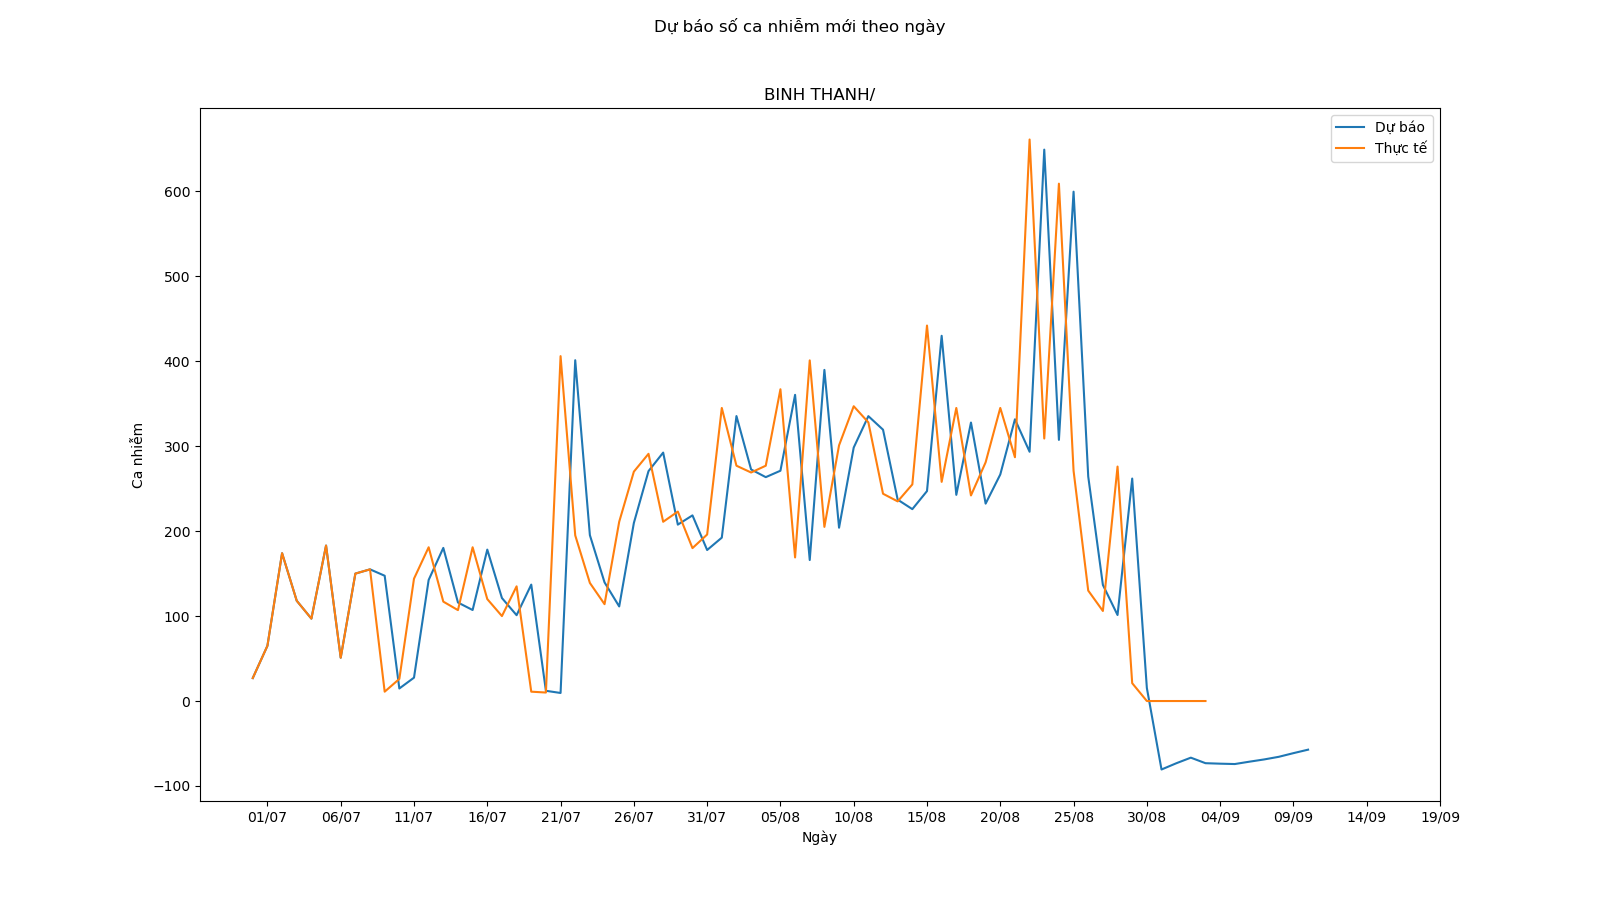 Dự báo số ca nhiễm mới theo ngày
BINH THANH/
Dự báo
Thực tế
600
500
400
300
200
100
0
−100
Ca nhiễm
01/07 06/07 11/07 16/07 21/07 26/07 31/07 05/08 10/08 15/08 20/08 25/08 30/08 04/09 09/09 14/09 19/09
Ngày